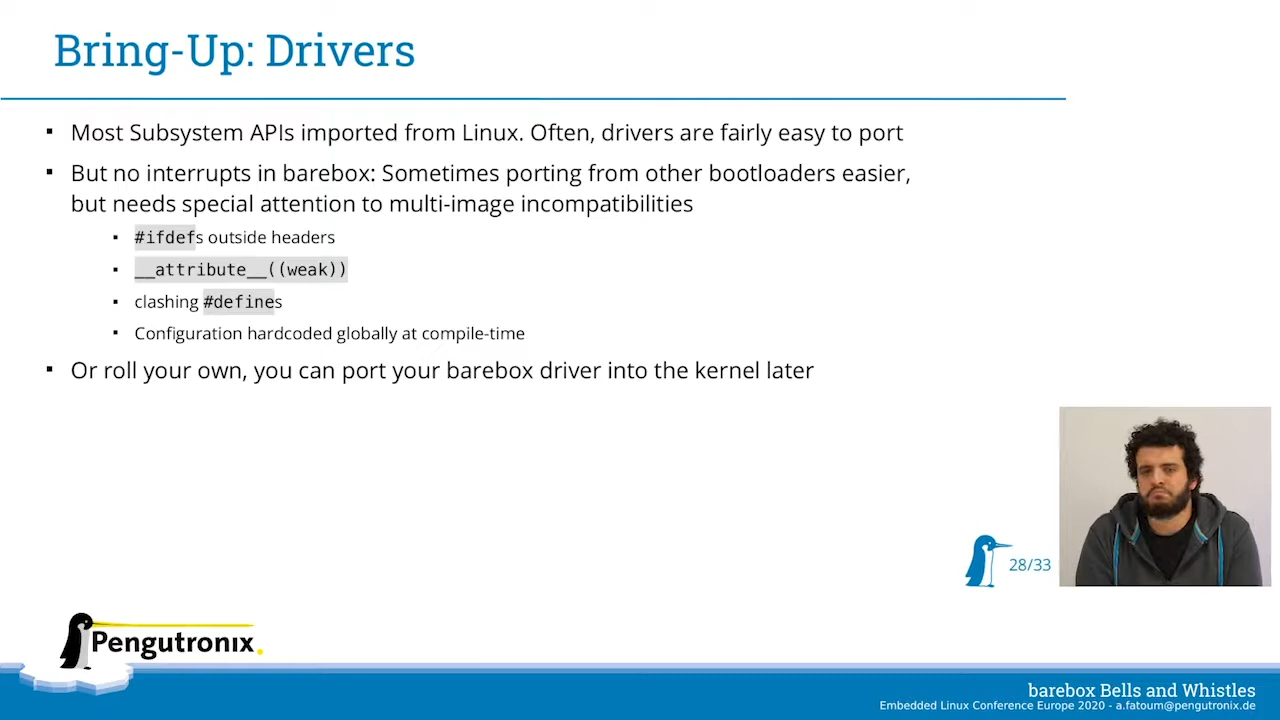 Bring-Up: Drivers
▪ Most Subsystem APIs imported from Linux. Often, drivers are fairly easy to port
▪ But no interrupts in barebox: Sometimes porting from other bootloaders easier,
but needs special attention to multi-image incompatibilities
▪ #ifdefs outside headers
▪ __attribute__((weak))
▪ clashing #defines
▪ Configuration hardcoded globally at compile-time
▪ Or roll your own, you can port your barebox driver into the kernel later
28/33
Pengutronix
barebox Bells and Whistles
Embedded Linux Conference Europe 2020 - a.fatoum@pengutronix.de